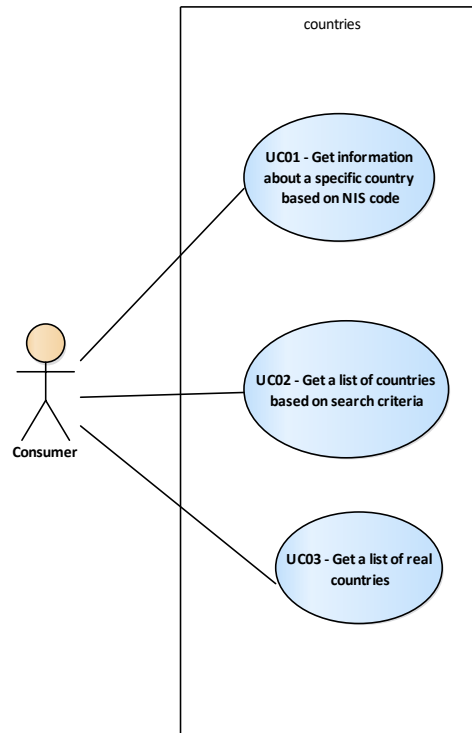 countries
UC01 - Get information
about a specific country
based on NIS code
UC02 - Get a list of countries
based on search criteria
Consumer
UC03 - Get a list of real
countries